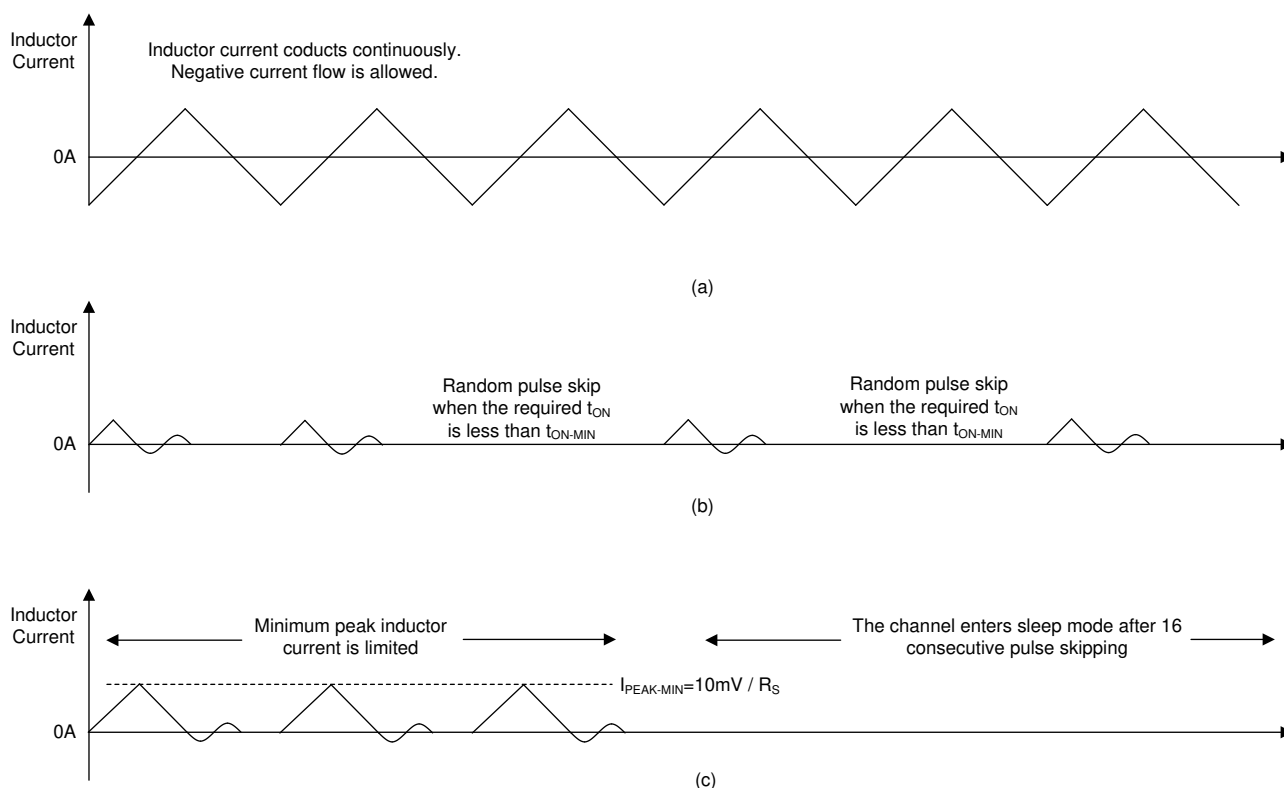 Inductor
Current
Inductor current coducts continuously.
Negative current flow is allowed.
0A
(a)
Inductor
Current
Random pulse skip
when the required tON
is less than tON-MIN
Random pulse skip
when the required tON
is less than tON-MIN
0A
(b)
Inductor
Current
Minimum peak inductor
current is limited
The channel enters sleep mode after 16
consecutive pulse skipping
IPEAK-MIN=10mV / RS
0A
(c)